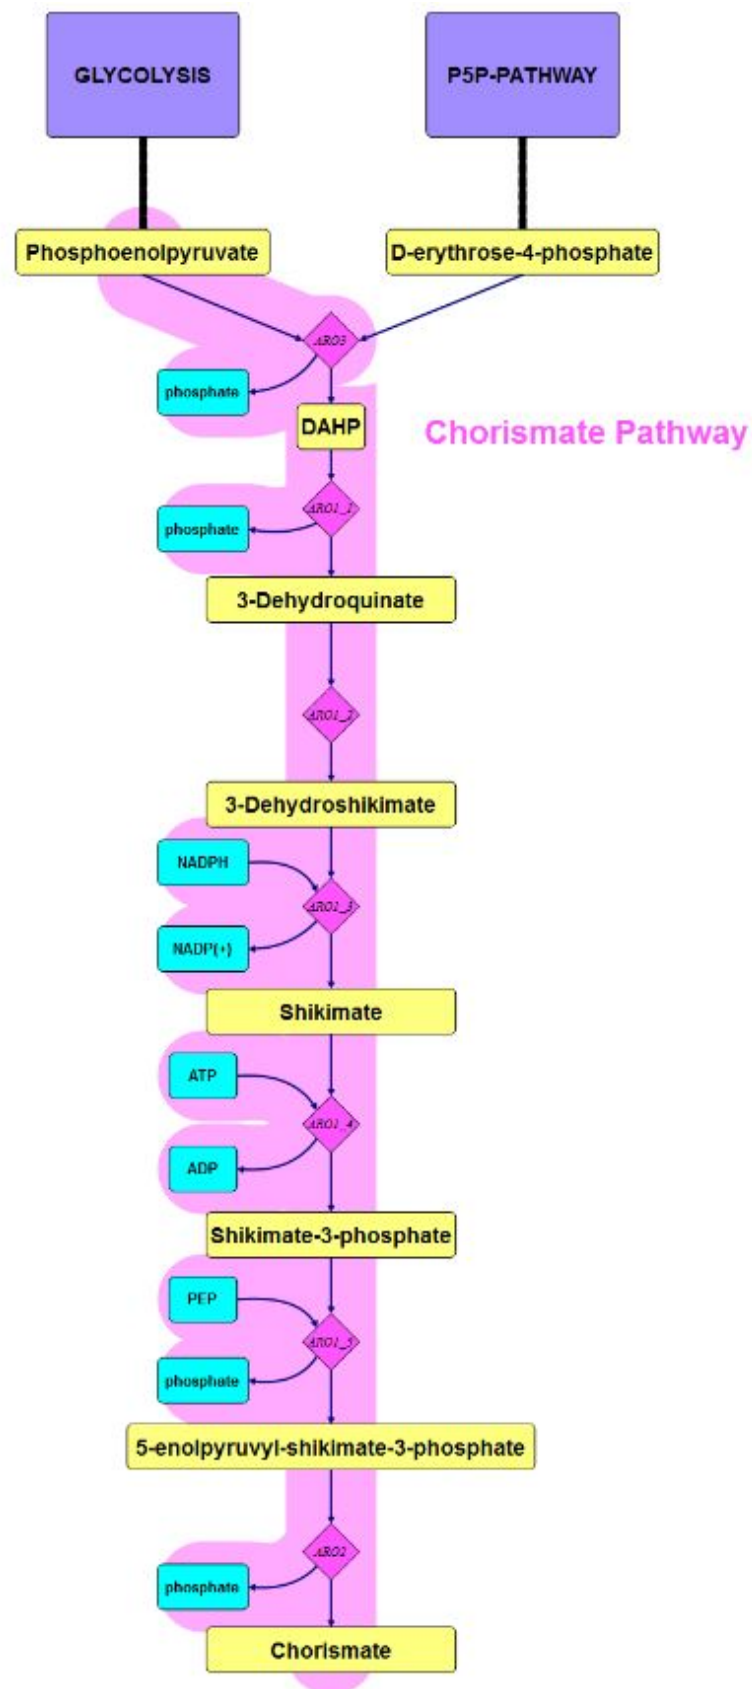 GLYCOLYSIS
P5P-PATHWAY
Phosphoenolpyruvate
D-erythrose-4-phosphate
ARO3
phosphate
DAHP
Chorismate Pathway
ARO1_1
phosphate
3-Dehydroquinate
ARO1_2
3-Dehydroshikimate
NADPH
ARO1_3
NADP(+)
Shikimate
ATP
ARO1_4
ADP
Shikimate-3-phosphate
PEP
ARO1_5
phosphate
5-enolpyruvyl-shikimate-3-phosphate
ARO2
phosphate
Chorismate